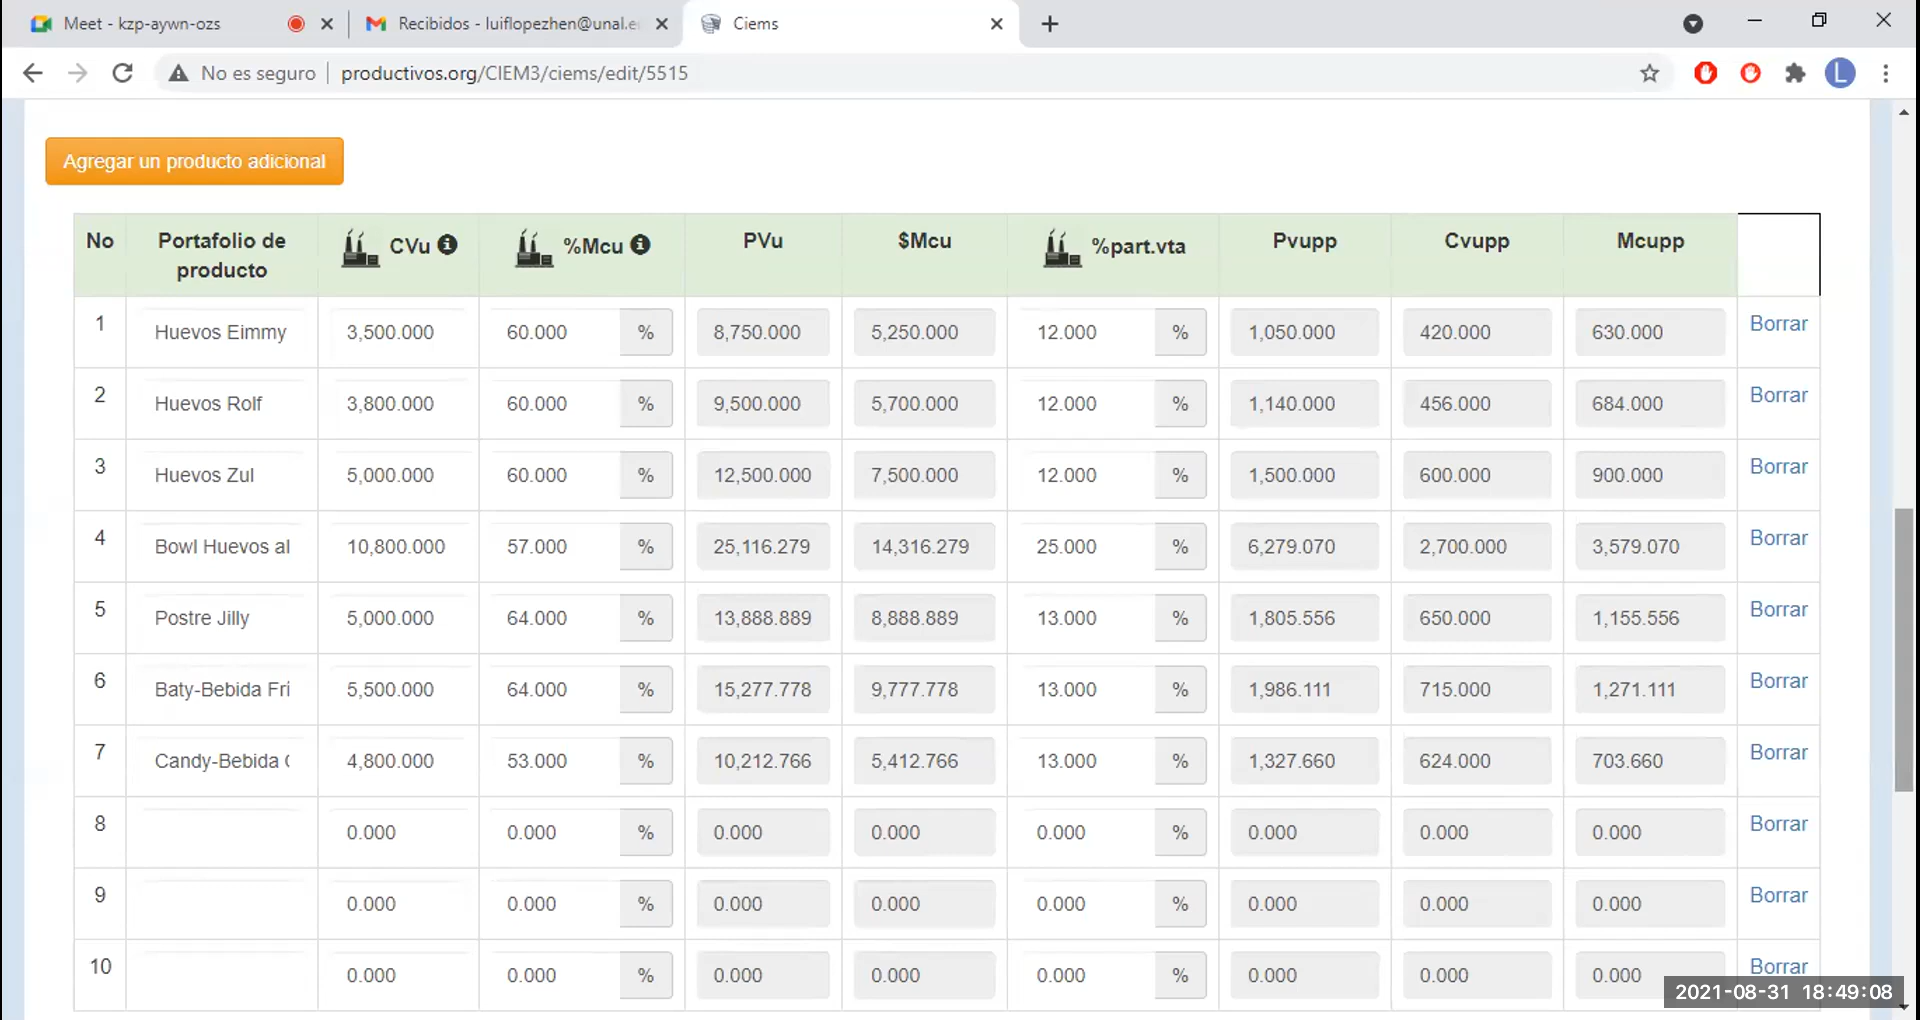 Meet - kzp-aywn-ozs
Recibidos - luiflopezhen@unal.e
Ciems
No es seguro
productivos.org/CIEM3/ciems/edit/5515
L
Agregar un producto adicional
No Portafolio de producto CVu %Mcu PVu $Mcu %part.vta Pvupp Cvupp Mcupp
1 Huevos Eimmy 3,500.000 60.000 % 8,750.000 5,250.000 12.000 % 1,050.000 420.000 630.000 Borrar
2 Huevos Rolf 3,800.000 60.000 % 9,500.000 5,700.000 12.000 % 1,140.000 456.000 684.000 Borrar
3 Huevos Zul 5,000.000 60.000 % 12,500.000 7,500.000 12.000 % 1,500.000 600.000 900.000 Borrar
4 Bowl Huevos al 10,800.000 57.000 % 25,116.279 14,316.279 25.000 % 6,279.070 2,700.000 3,579.070 Borrar
5 Postre Jilly 5,000.000 64.000 % 13,888.889 8,888.889 13.000 % 1,805.556 650.000 1,155.556 Borrar
6 Baty-Bebida Frí 5,500.000 64.000 % 15,277.778 9,777.778 13.000 % 1,986.111 715.000 1,271.111 Borrar
7 Candy-Bebida 4,800.000 53.000 % 10,212.766 5,412.766 13.000 % 1,327.660 624.000 703.660 Borrar
8 0.000 0.000 % 0.000 0.000 0.000 % 0.000 0.000 0.000 Borrar
9 0.000 0.000 % 0.000 0.000 0.000 % 0.000 0.000 0.000 Borrar
10 0.000 0.000 % 0.000 0.000 0.000 % 0.000 0.000 0.000 Borrar
2021-08-31 18:49:08